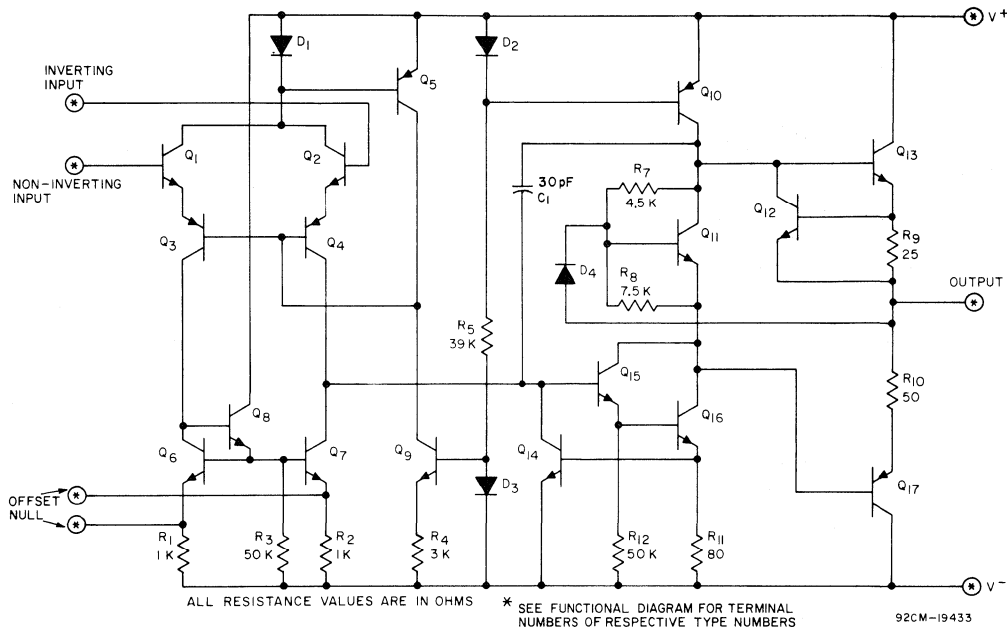 V+
D1
D2
Q5
Q10
INVERTING
INPUT
Q1
Q2
Q13
NON-INVERTING
INPUT
30 pF
C1
R7
4.5 K
Q12
Q3
Q4
Q11
R9
25
D4
R8
7.5 K
OUTPUT
R5
39 K
Q15
R10
50
Q8
Q16
Q6
Q7
Q9
Q14
D3
Q17
OFFSET
NULL
R1
1 K
R3
50 K
R2
1 K
R4
3 K
R12
50 K
R11
80
V-
ALL RESISTANCE VALUES ARE IN OHMS
* SEE FUNCTIONAL DIAGRAM FOR TERMINAL
NUMBERS OF RESPECTIVE TYPE NUMBERS
92CM-19433